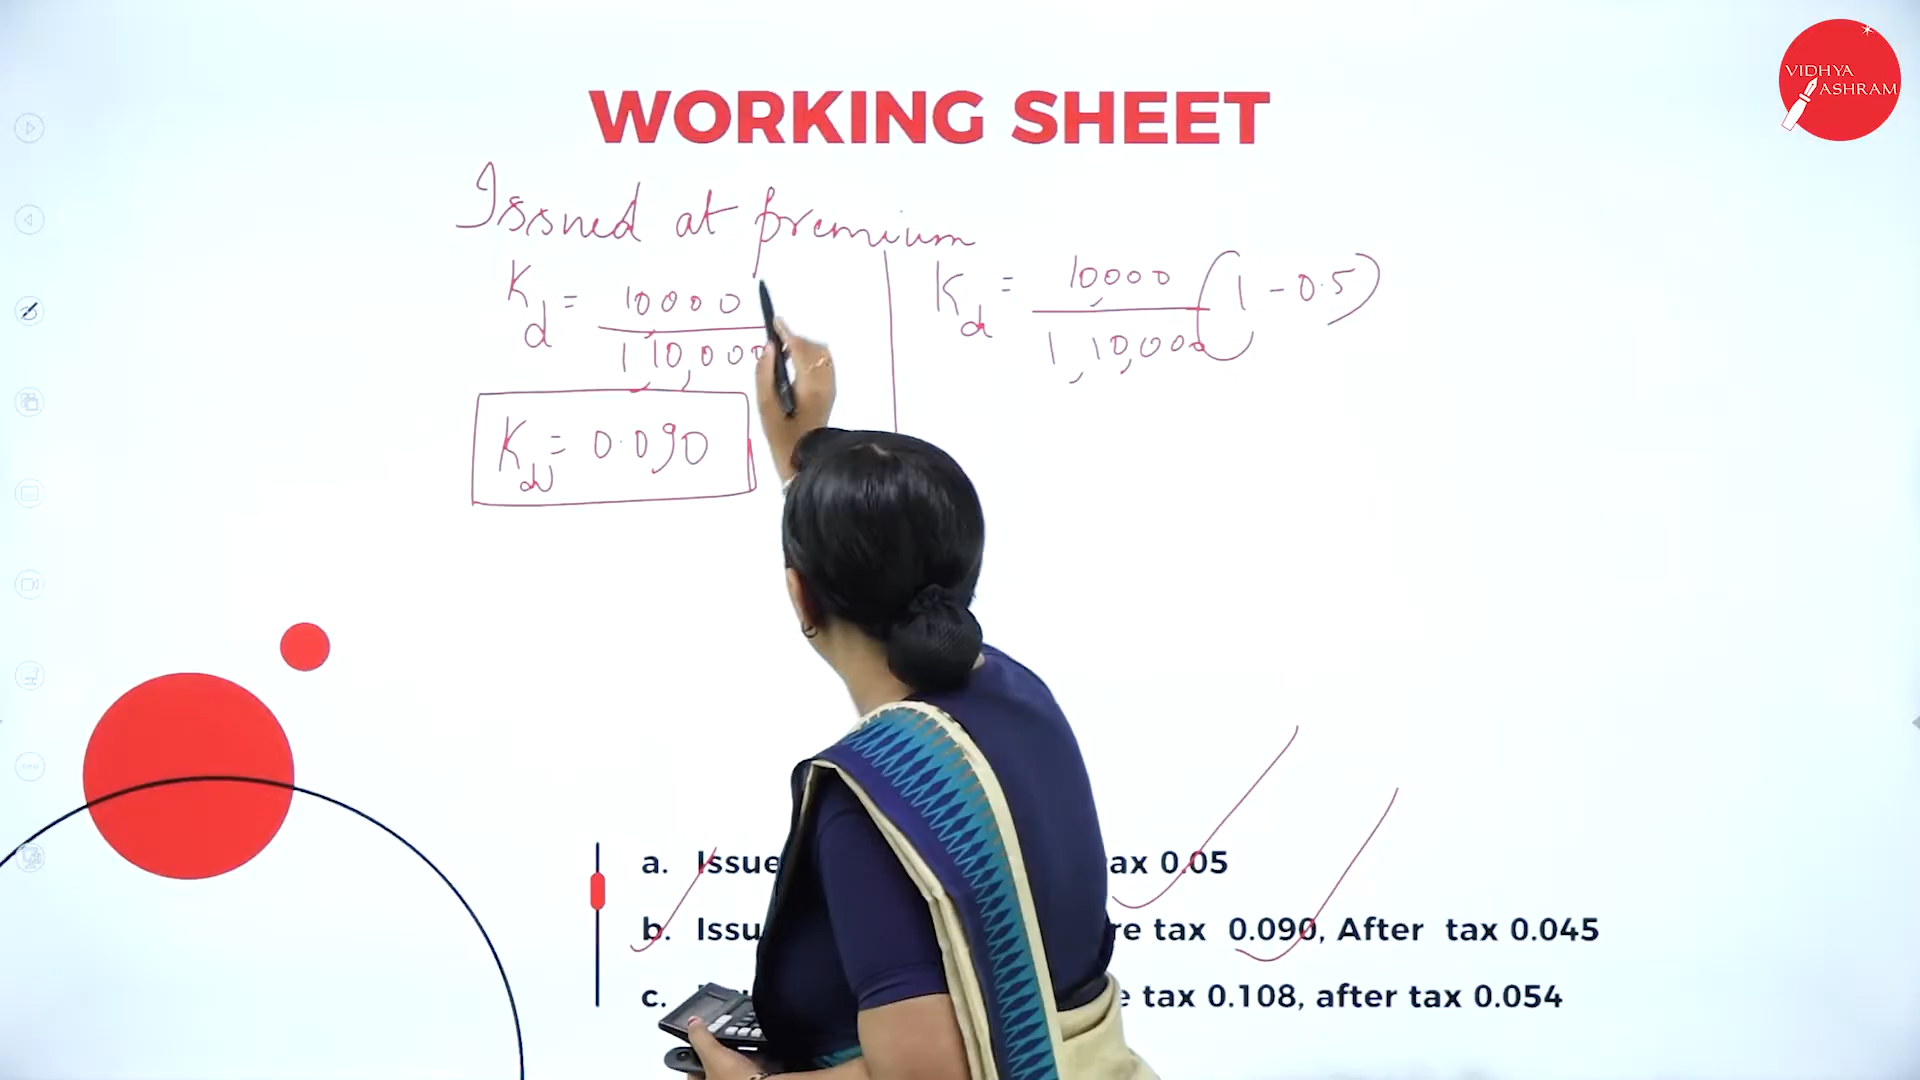 VIDHYA
ASHRAM
WORKING SHEET
Issued at premium
Kd = 10000
1,10,000
Kd = 0.090
Kd = 10,000 (1 - 0.5)
1,10,000
a. Issue ax 0.05
b. Issu re tax 0.090, After tax 0.045
c. e tax 0.108, after tax 0.054